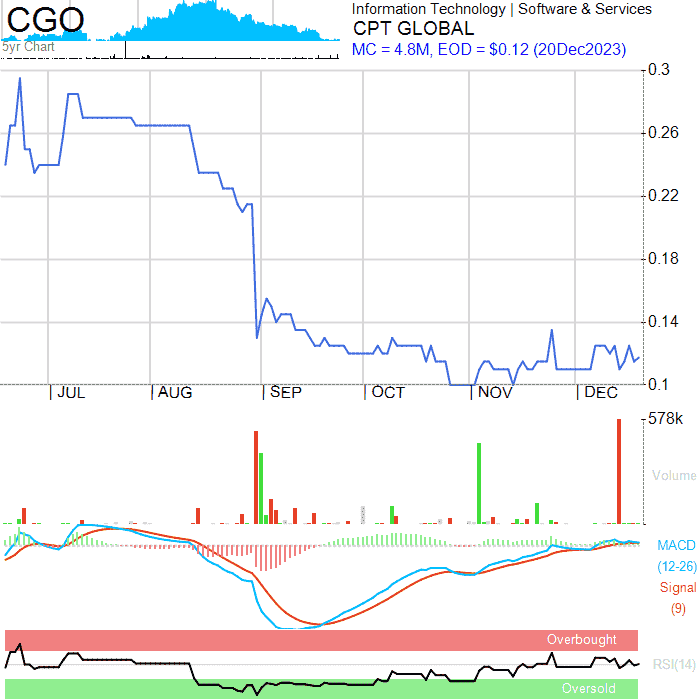 CGO
5yr Chart
Information Technology | Software & Services
CPT GLOBAL
MC = 4.8M, EOD = $0.12 (20Dec2023)
0.3
0.26
0.22
0.18
0.14
0.1
| JUL | AUG | SEP | OCT | NOV | DEC
578k
Volume
MACD
(12-26)
Signal
(9)
Overbought
RSI(14)
Oversold